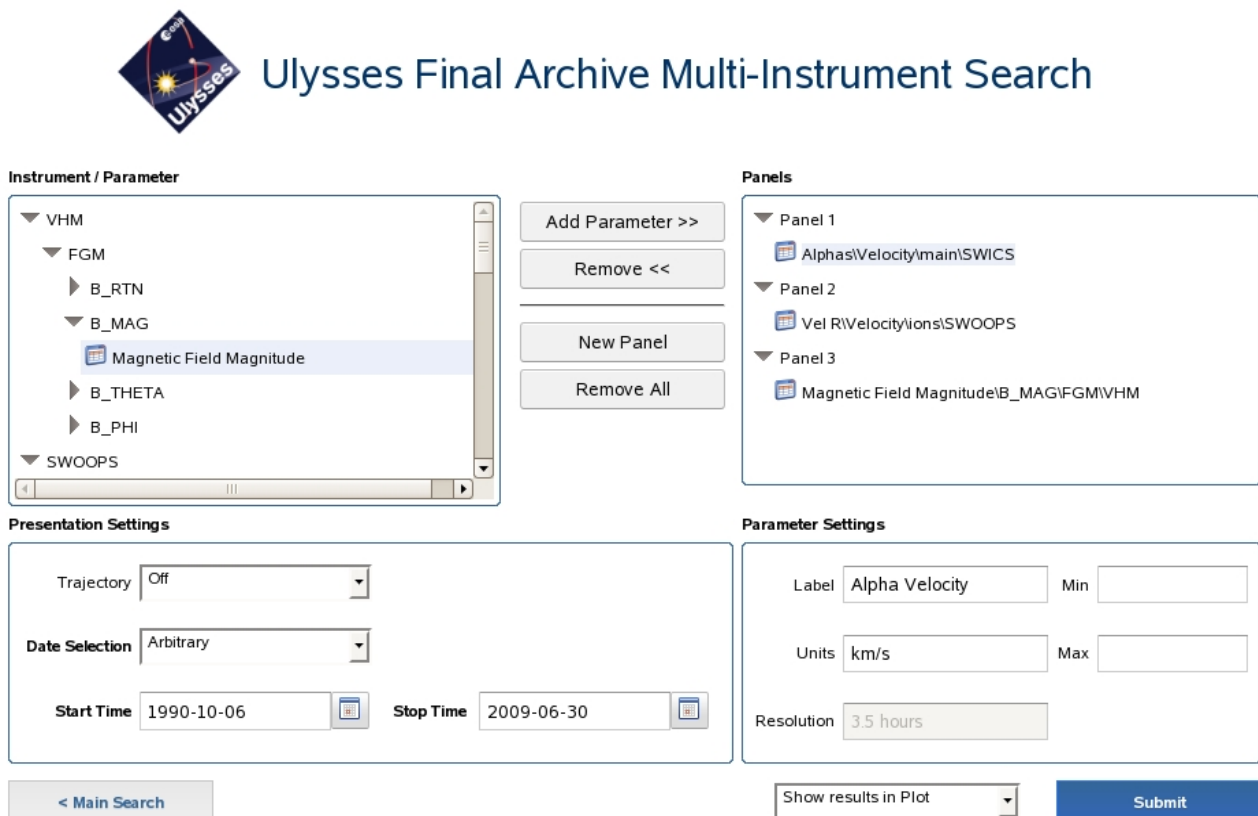 esa
Ulysses
Ulysses Final Archive Multi-Instrument Search
Instrument / Parameter
VHM
FGM
B_RTN
B_MAG
Magnetic Field Magnitude
B_THETA
B_PHI
SWOOPS
Add Parameter >>
Remove <<
New Panel
Remove All
Panels
Panel 1
Alphas\Velocity\main\SWICS
Panel 2
Vel R\Velocity\ions\SWOOPS
Panel 3
Magnetic Field Magnitude\B_MAG\FGM\VHM
Presentation Settings
Trajectory Off
Date Selection Arbitrary
Start Time 1990-10-06 Stop Time 2009-06-30
Parameter Settings
Label Alpha Velocity Min
Units km/s Max
Resolution 3.5 hours
< Main Search
Show results in Plot
Submit